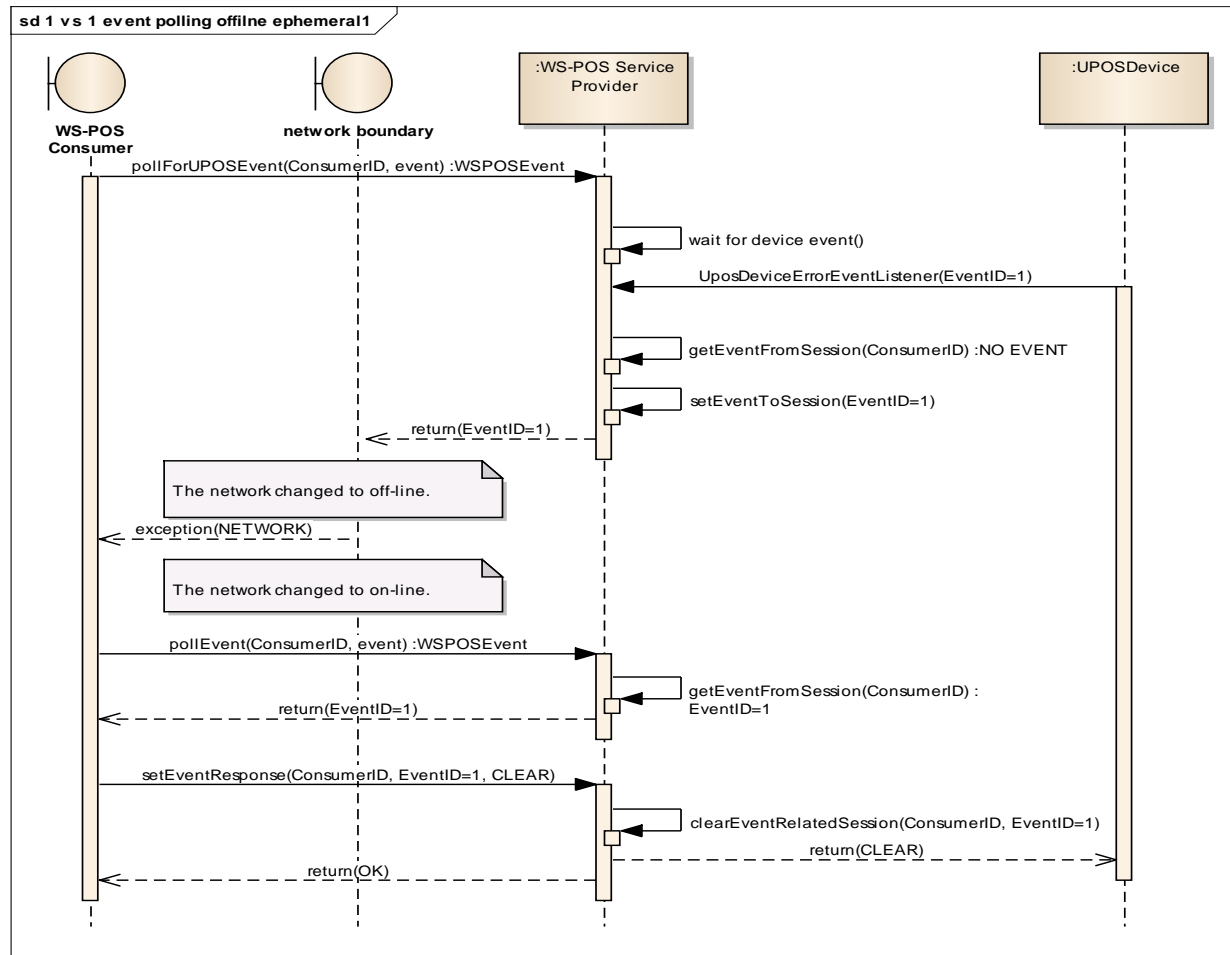 sd 1 vs 1 event polling offilne ephemeral1
WS-POS
Consumer
network boundary
:WS-POS Service
Provider
:UPOSDevice
pollForUPOSEvent(ConsumerID, event) :WSPOSEvent
wait for device event()
UposDeviceErrorEventListener(EventID=1)
getEventFromSession(ConsumerID) :NO EVENT
setEventToSession(EventID=1)
return(EventID=1)
The network changed to off-line.
exception(NETWORK)
The network changed to on-line.
pollEvent(ConsumerID, event) :WSPOSEvent
getEventFromSession(ConsumerID) :
EventID=1
return(EventID=1)
setEventResponse(ConsumerID, EventID=1, CLEAR)
clearEventRelatedSession(ConsumerID, EventID=1)
return(CLEAR)
return(OK)